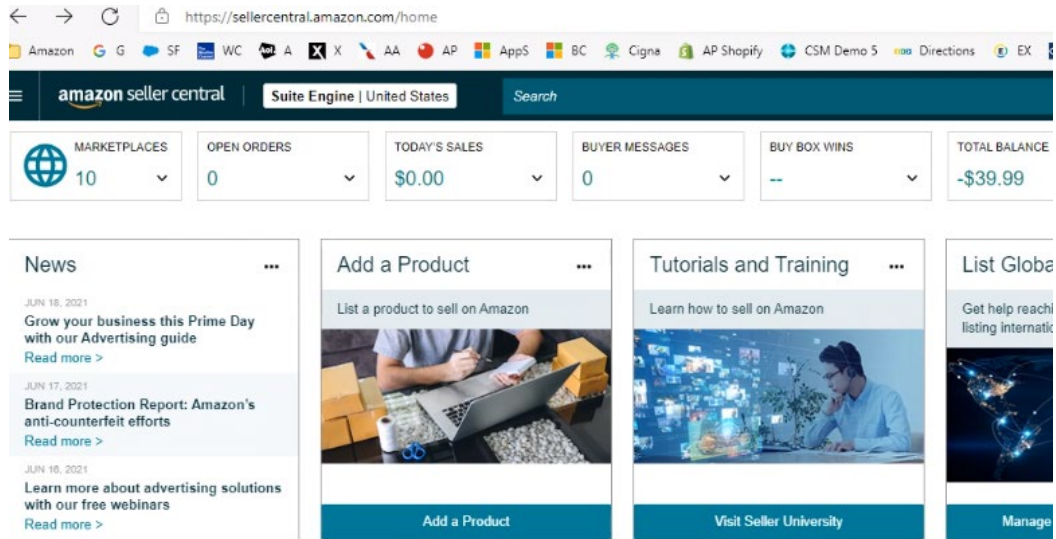 https://sellercentral.amazon.com/home
Amazon G SF WC A X AA AP AppS BC Cigna AP Shopify CSM Demo 5 Directions EX
amazon seller central Suite Engine | United States Search
MARKETPLACES OPEN ORDERS TODAY'S SALES BUYER MESSAGES BUY BOX WINS TOTAL BALANCE
10 0 $0.00 0 -- -$39.99
News
JUN 18, 2021
Grow your business this Prime Day
with our Advertising guide
Read more >
JUN 17, 2021
Brand Protection Report: Amazon's
anti-counterfeit efforts
Read more >
JUN 16, 2021
Learn more about advertising solutions
with our free webinars
Read more >
Add a Product
List a product to sell on Amazon
Add a Product
Tutorials and Training
Learn how to sell on Amazon
Visit Seller University
List Globa
Get help reachi
listing internatio
Manage